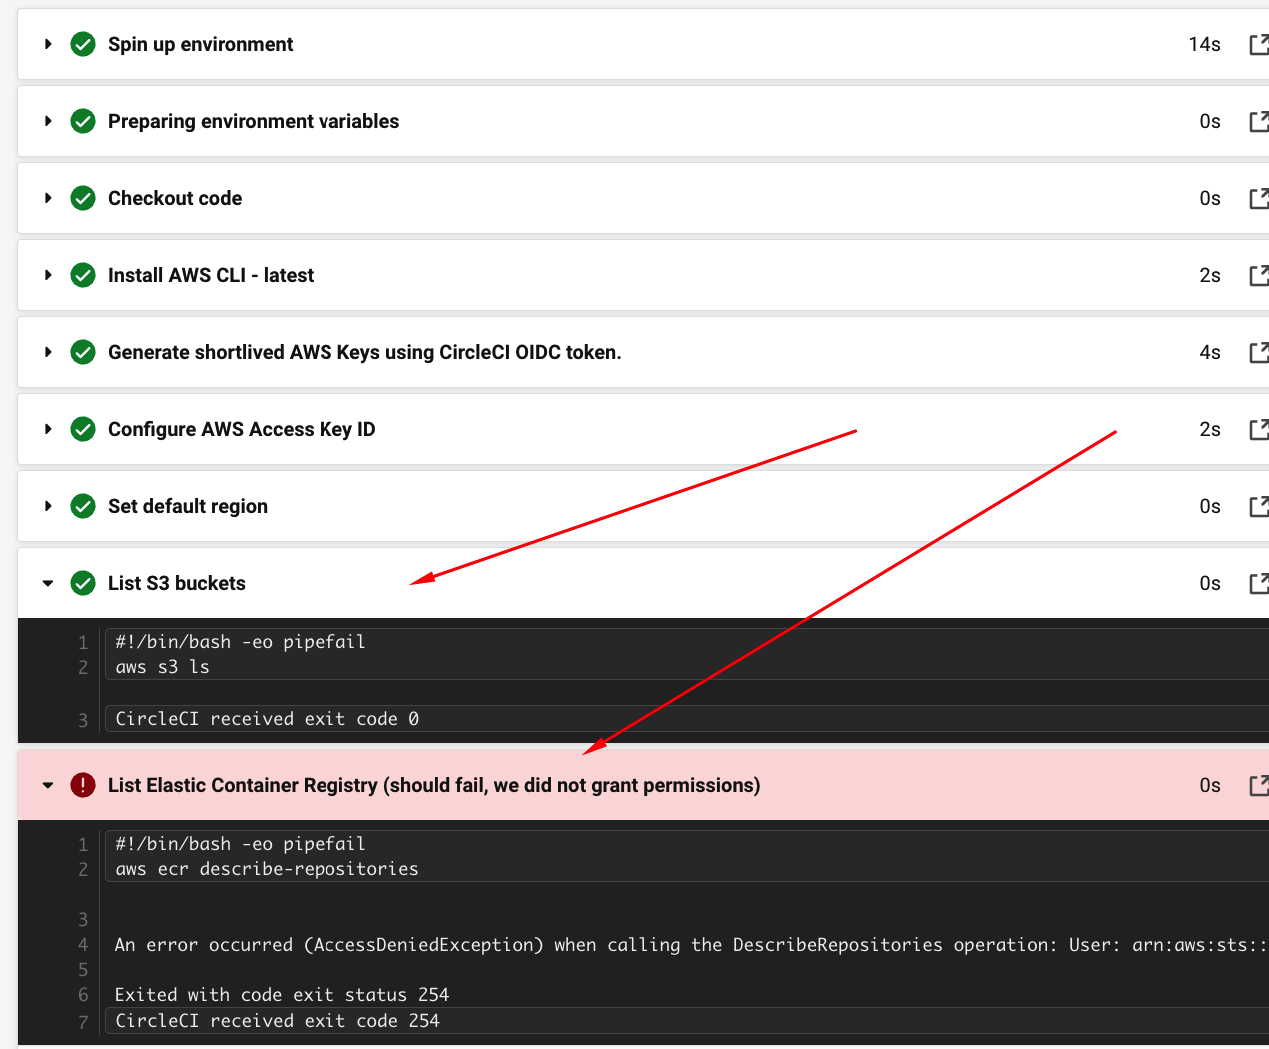 Spin up environment 14s
Preparing environment variables 0s
Checkout code 0s
Install AWS CLI - latest 2s
Generate shortlived AWS Keys using CircleCI OIDC token. 4s
Configure AWS Access Key ID 2s
Set default region 0s
List S3 buckets 0s
1 #!/bin/bash -eo pipefail
2 aws s3 ls
3 CircleCI received exit code 0
List Elastic Container Registry (should fail, we did not grant permissions) 0s
1 #!/bin/bash -eo pipefail
2 aws ecr describe-repositories
3
4 An error occurred (AccessDeniedException) when calling the DescribeRepositories operation: User: arn:aws:sts::
5
6 Exited with code exit status 254
7 CircleCI received exit code 254